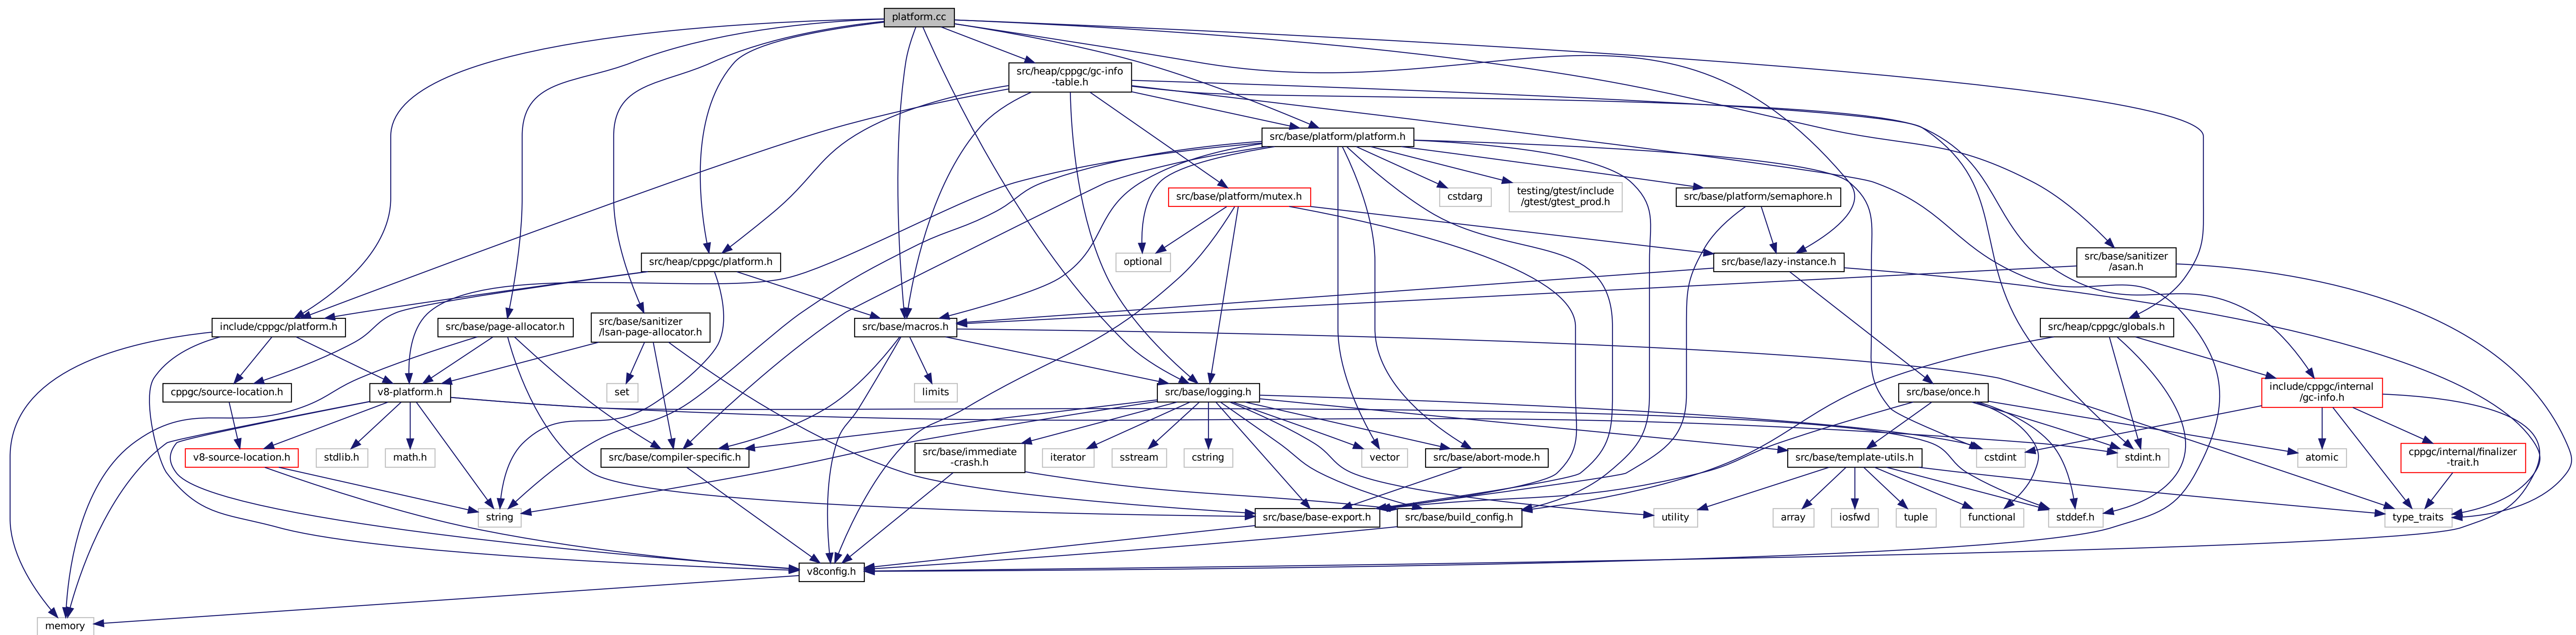 platform.cc
src/heap/cppgc/gc-info
-table.h
src/base/platform/platform.h
src/base/platform/mutex.h
cstdarg
testing/gtest/include
/gtest/gtest_prod.h
src/base/platform/semaphore.h
src/heap/cppgc/platform.h
optional
src/base/lazy-instance.h
src/base/sanitizer
/asan.h
include/cppgc/platform.h
src/base/page-allocator.h
src/base/sanitizer
/lsan-page-allocator.h
src/base/macros.h
src/heap/cppgc/globals.h
cppgc/source-location.h
v8-platform.h
set
limits
src/base/logging.h
src/base/once.h
include/cppgc/internal
/gc-info.h
v8-source-location.h
stdlib.h
math.h
src/base/compiler-specific.h
src/base/immediate
-crash.h
iterator
sstream
cstring
vector
src/base/abort-mode.h
src/base/template-utils.h
cstdint
stdint.h
atomic
cppgc/internal/finalizer
-trait.h
string
src/base/base-export.h
src/base/build_config.h
utility
array
iosfwd
tuple
functional
stddef.h
type_traits
v8config.h
memory